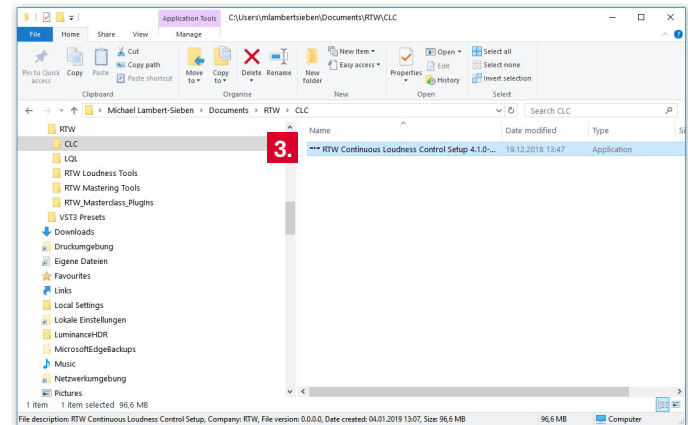 Application Tools C:\Users\mlambertsieben\Documents\RTW\CLC
File Home Share View Manage
Pin to Quick access
Copy
Paste
Cut
Copy path
Paste shortcut
Clipboard
Move to
Copy to
Delete
Rename
Organise
New folder
New item
Easy access
New
Properties
Open
Edit
History
Open
Select all
Select none
Invert selection
Select
Michael Lambert-Sieben > Documents > RTW > CLC
Search CLC
RTW
CLC
LQL
RTW Loudness Tools
RTW Mastering Tools
RTW_Masterclass_PlugIns
VST3 Presets
Downloads
Druckumgebung
Eigene Dateien
Favourites
Links
Local Settings
Lokale Einstellungen
LuminanceHDR
MicrosoftEdgeBackups
Music
Netzwerkumgebung
Pictures
3.
Name Date modified Type Si
RTW Continuous Loudness Control Setup 4.1.0-... 19.12.2018 13:47 Application
1 item 1 item selected 96,6 MB
File description: RTW Continuous Loudness Control Setup, Company: RTW, File version: 0.0.0.0, Date created: 04.01.2019 13:07, Size: 96,6 MB 96,6 MB Computer